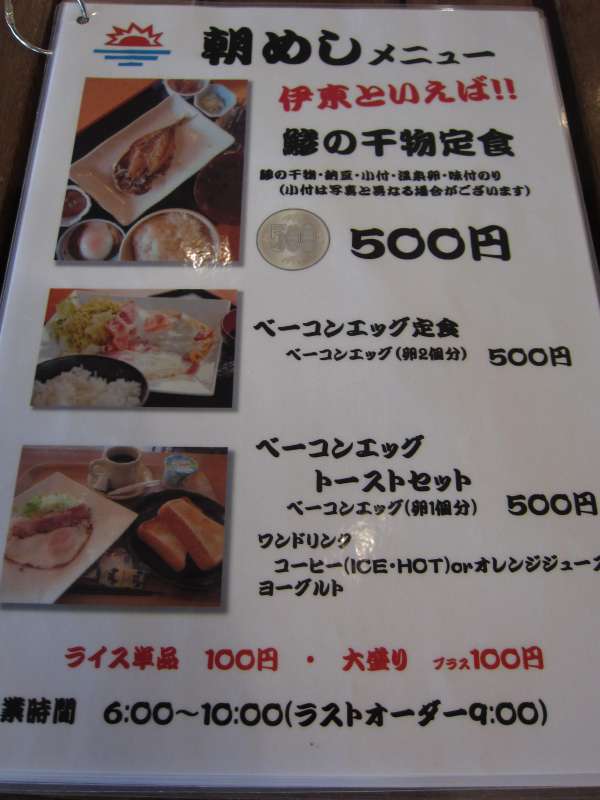 朝めしメニュー
伊東といえば!!
鯵の干物定食
鯵の干物・納豆・小付・温泉卵・味付のり
(小付は写真と異なる場合がございます)
500円
ベーコンエッグ定食
ベーコンエッグ(卵2個分) 500円
ベーコンエッグ
トーストセット
ベーコンエッグ(卵1個分) 500円
ワンドリンク
コーヒー(ICE・HOT)orオレンジジュース
ヨーグルト
ライス単品 100円 ・ 大盛り プラス100円
業時間 6:00～10:00(ラストオーダー9:00)